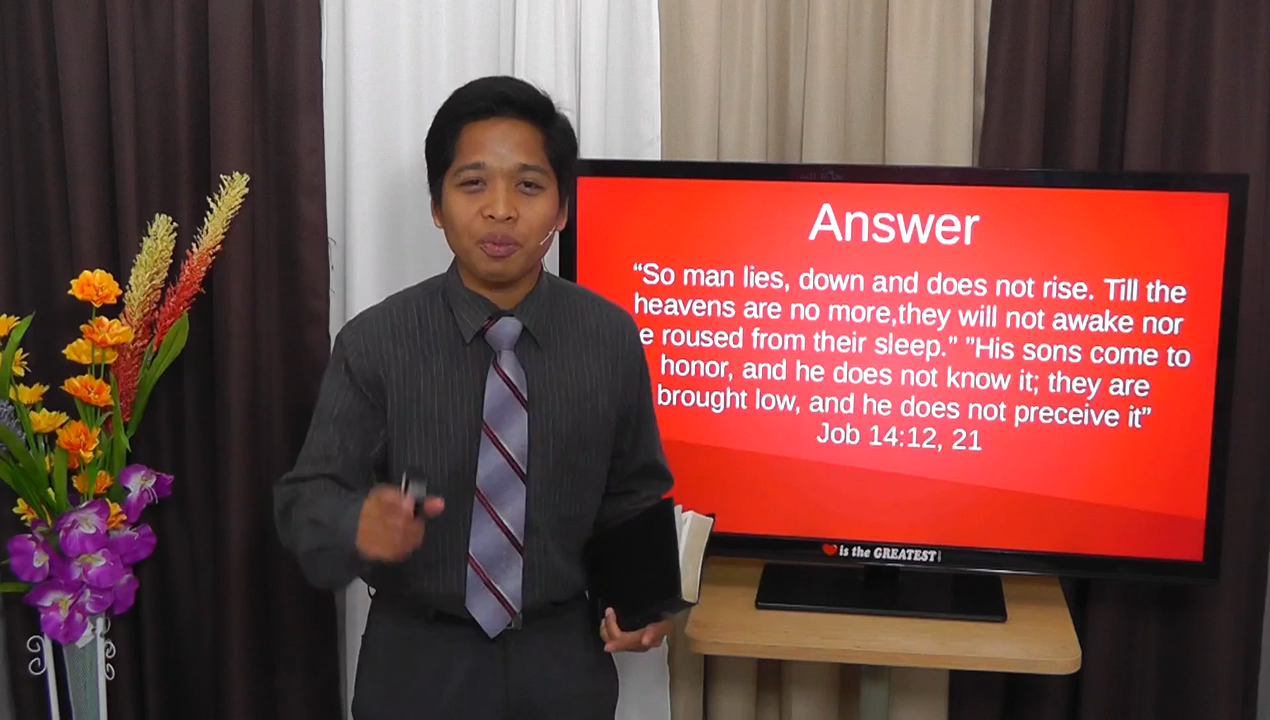 Answer
“So man lies, down and does not rise. Till the
heavens are no more,they will not awake nor
e roused from their sleep.” ”His sons come to
honor, and he does not know it; they are
brought low, and he does not preceive it”
Job 14:12, 21
is the GREATEST!